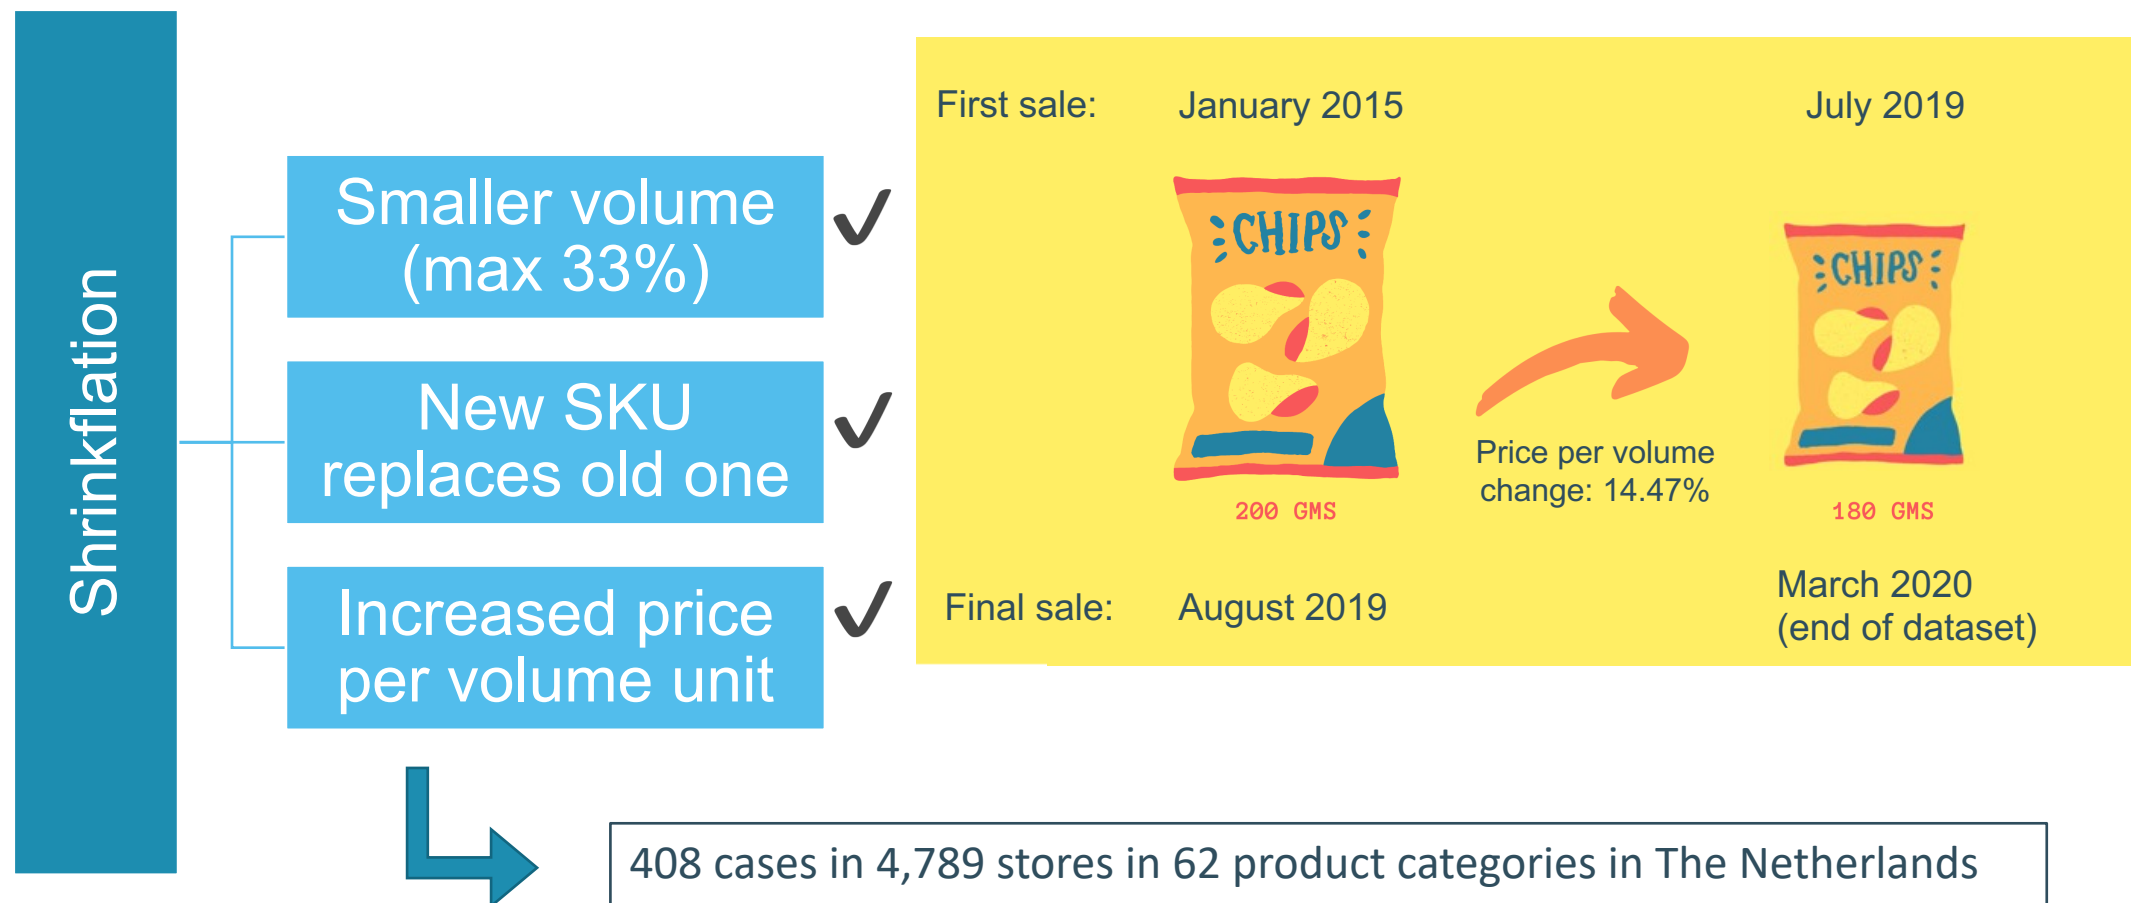 Shrinkflation
Smaller volume
(max 33%)
New SKU
replaces old one
Increased price
per volume unit
First sale:
January 2015
July 2019
CHIPS
CHIPS
Price per volume
change: 14.47%
200 GMS
180 GMS
Final sale:
August 2019
March 2020
(end of dataset)
408 cases in 4,789 stores in 62 product categories in The Netherlands